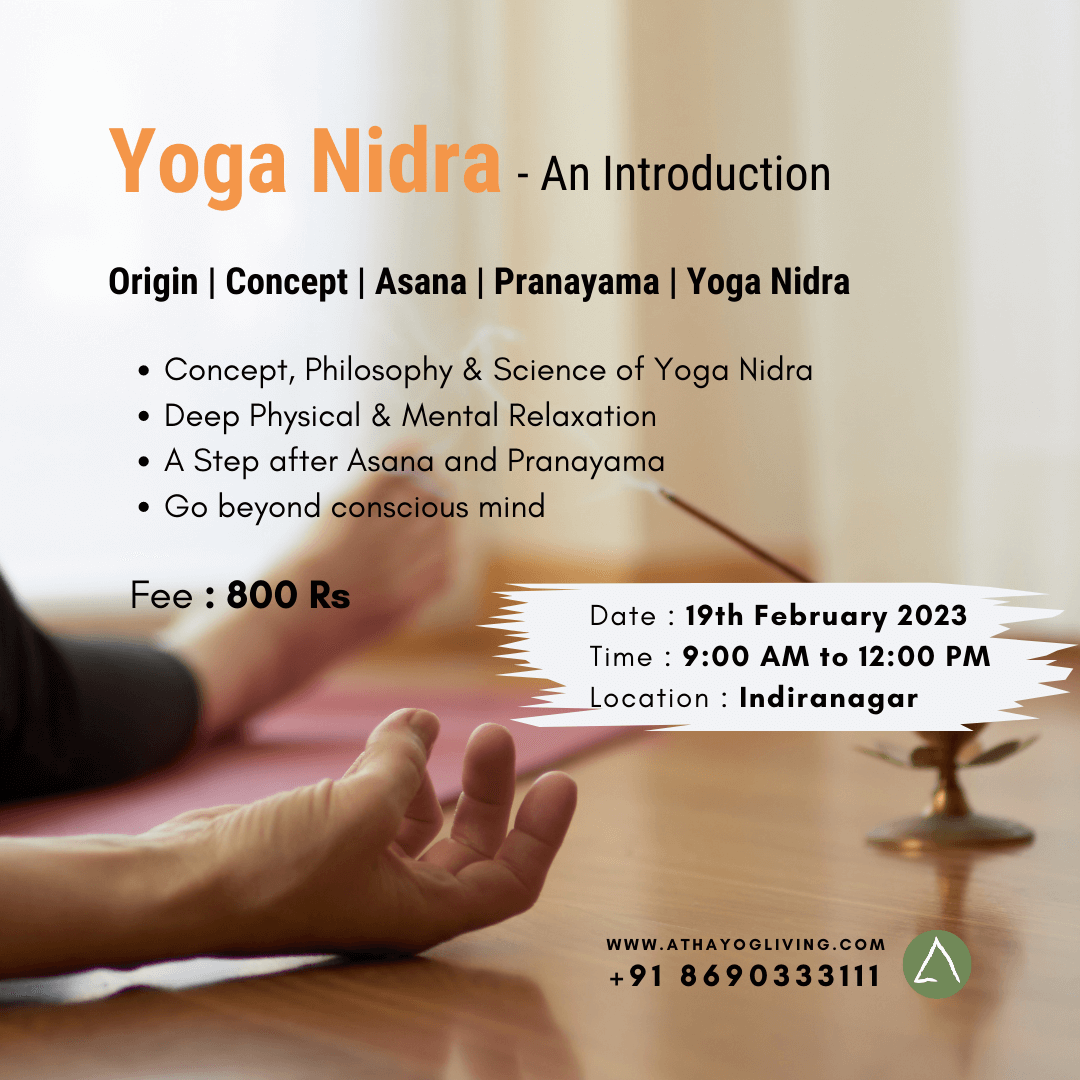 Yoga Nidra - An Introduction
Origin | Concept | Asana | Pranayama | Yoga Nidra
• Concept, Philosophy & Science of Yoga Nidra
• Deep Physical & Mental Relaxation
• A Step after Asana and Pranayama
• Go beyond conscious mind
Fee : 800 Rs
Date : 19th February 2023
Time : 9:00 AM to 12:00 PM
Location : Indiranagar
WWW.ATHAYOGLIVING.COM
+91 8690333111